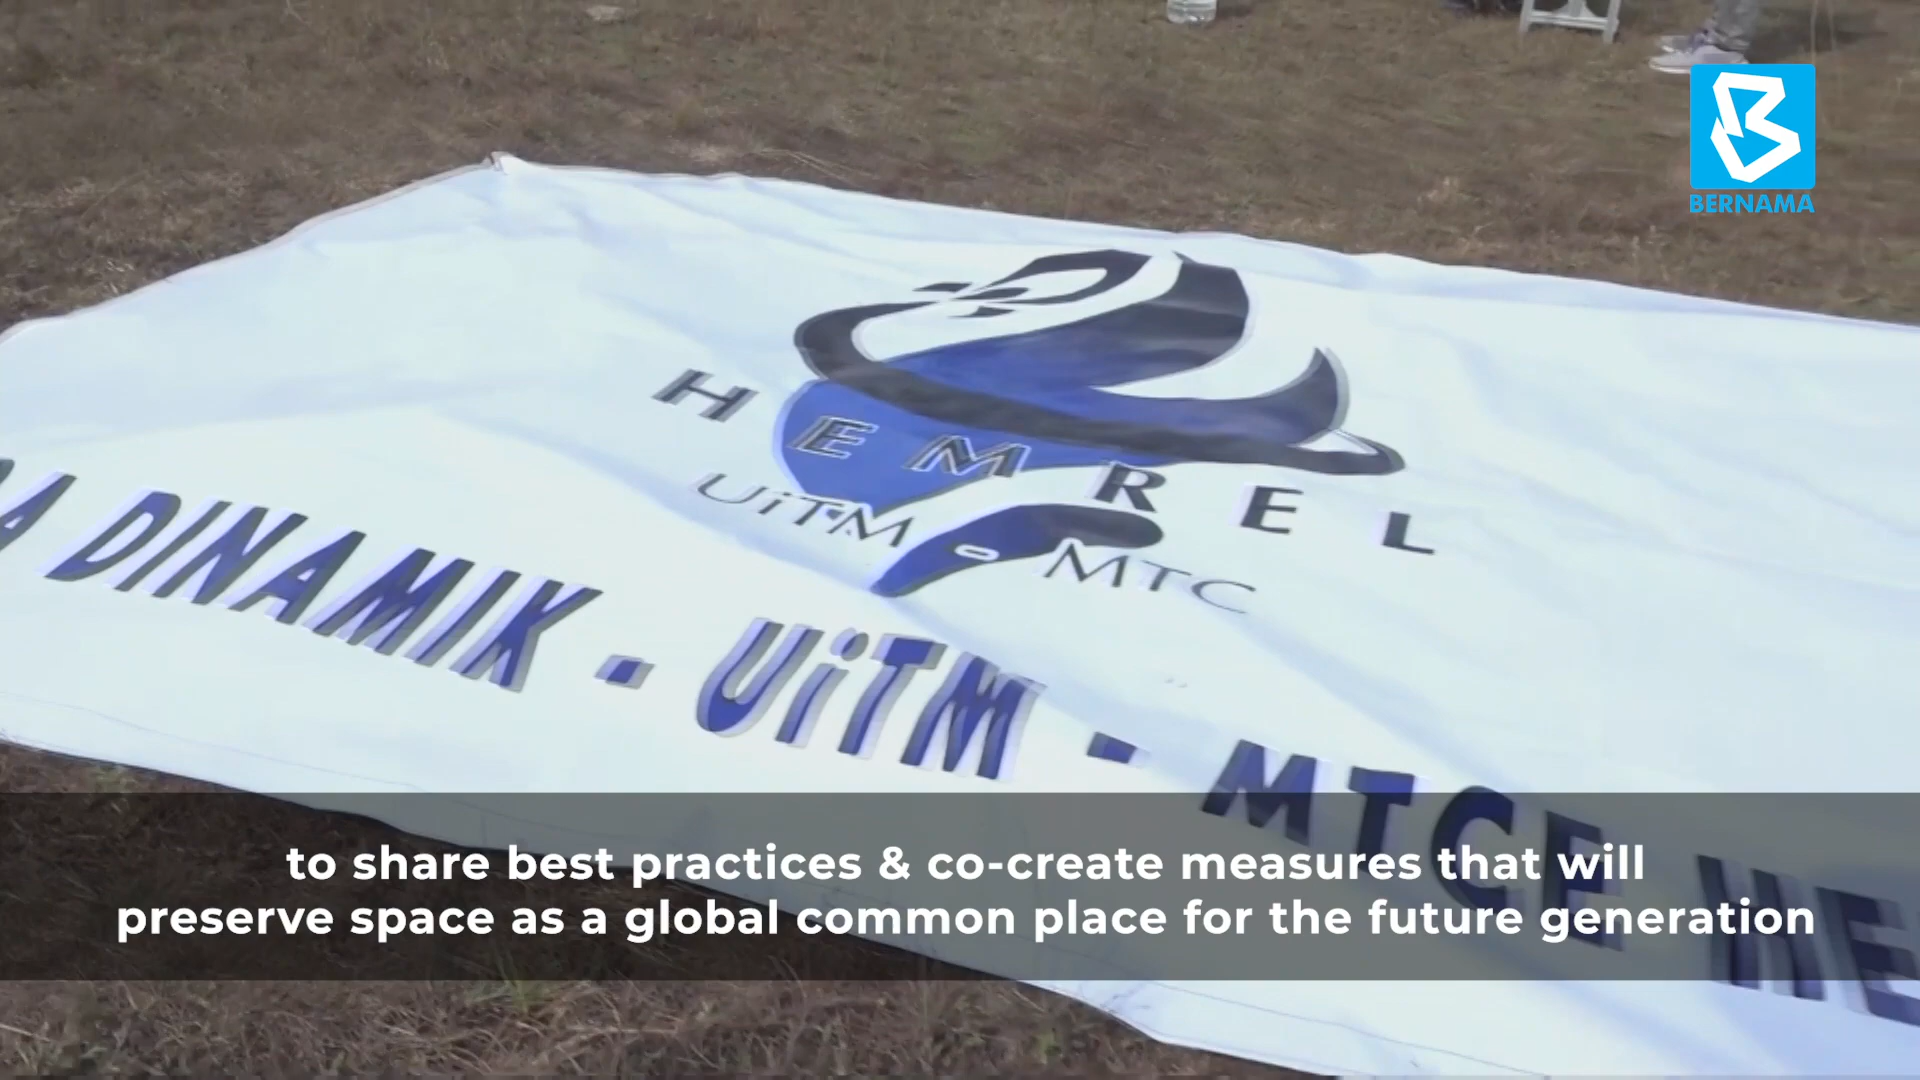 BERNAMA
HEMREL
UiTM - MTC
DINAMIK - UiTM - MTCE
to share best practices & co-create measures that will
preserve space as a global common place for the future generation